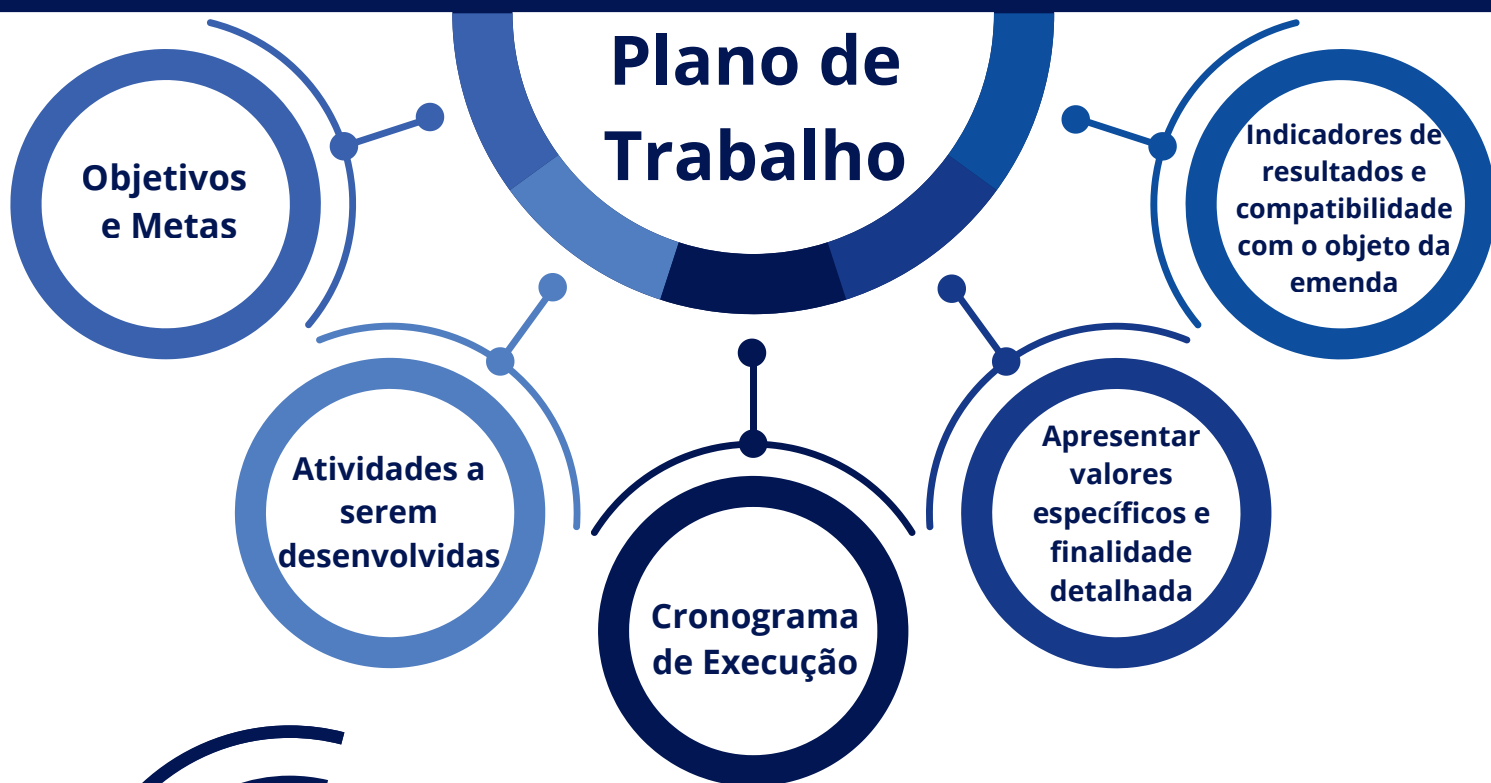 Plano de
Trabalho
Objetivos
e Metas
Atividades a
serem
desenvolvidas
Cronograma
de Execução
Apresentar
valores
específicos e
finalidade
detalhada
Indicadores de
resultados e
compatibilidade
com o objeto da
emenda